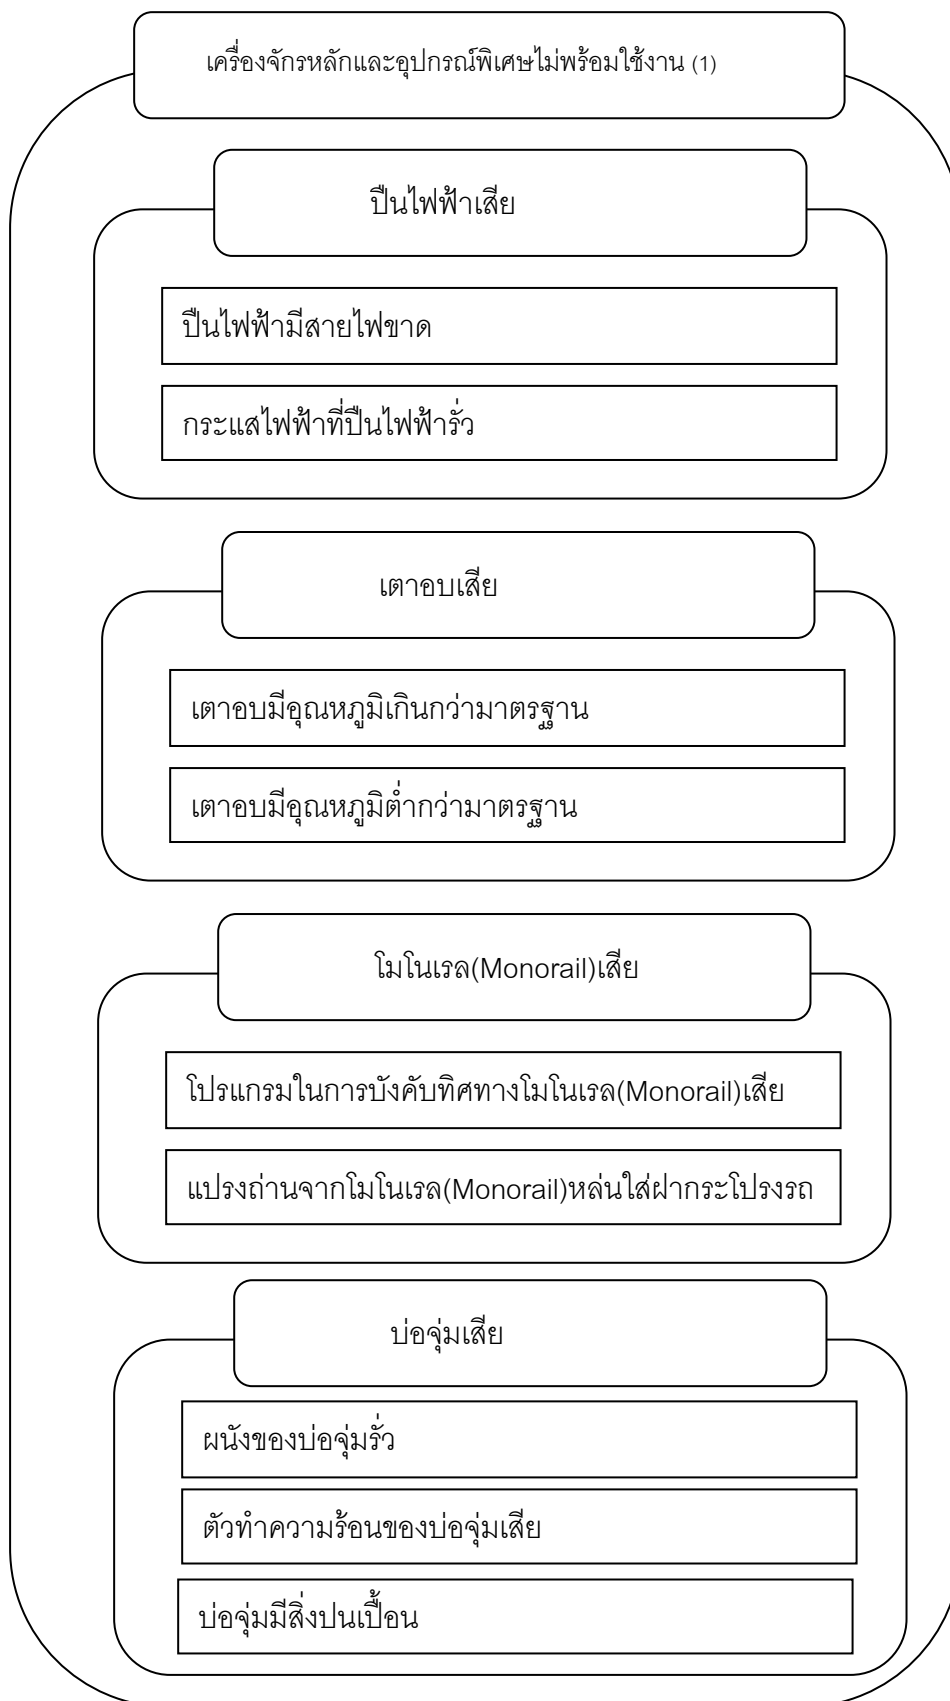 เครื่องจักรหลักและอุปกรณ์พิเศษไม่พร้อมใช้งาน (1)
ปืนไฟฟ้าเสีย
ปืนไฟฟ้ามีสายไฟขาด
กระแสไฟฟ้าที่ปืนไฟฟ้ารั่ว
เตาอบเสีย
เตาอบมีอุณหภูมิเกินกว่ามาตรฐาน
เตาอบมีอุณหภูมิต่ำกว่ามาตรฐาน
โมโนเรล(Monorail)เสีย
โปรแกรมในการบังคับทิศทางโมโนเรล(Monorail)เสีย
แปรงถ่านจากโมโนเรล(Monorail)หล่นใส่ฝากระโปรงรถ
บ่อจุ่มเสีย
ผนังของบ่อจุ่มรั่ว
ตัวทำความร้อนของบ่อจุ่มเสีย
บ่อจุ่มมีสิ่งปนเปื้อน